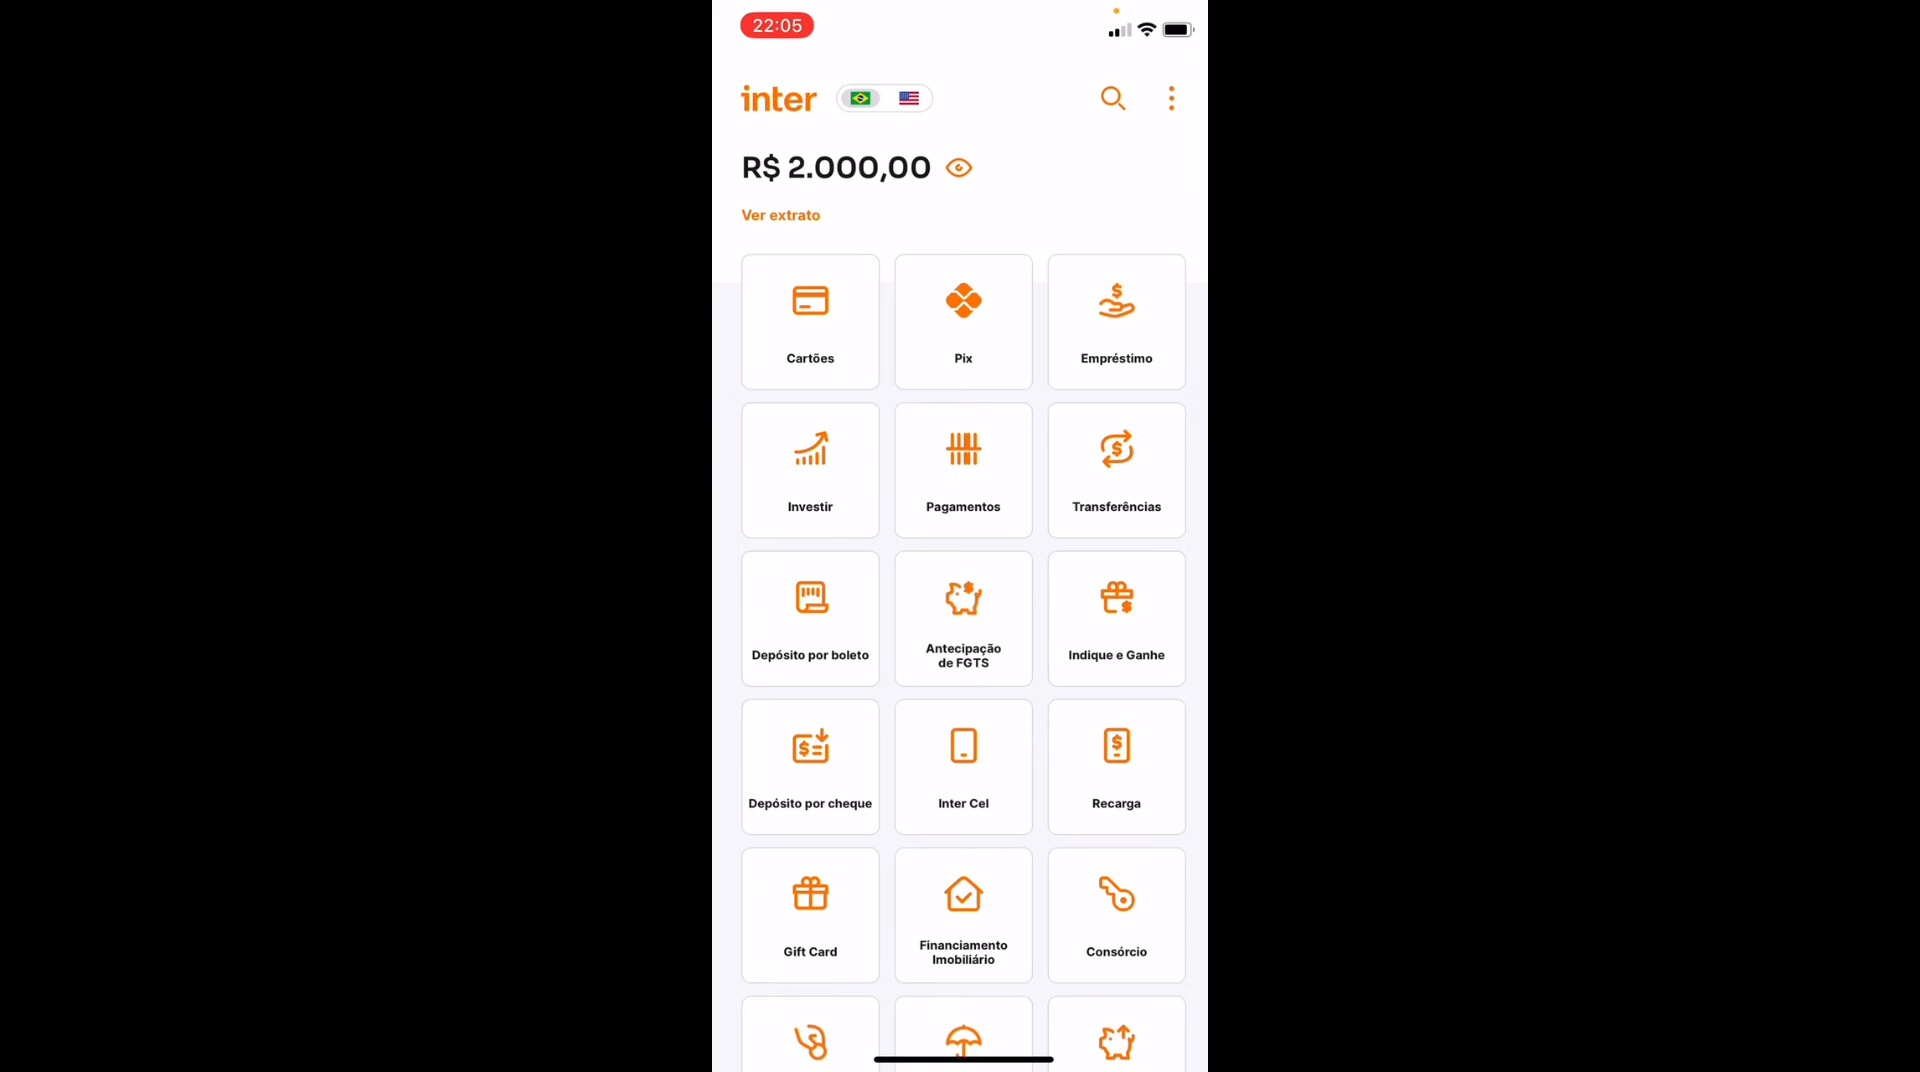 22:05
inter
R$ 2.000,00
Ver extrato
Cartões
Pix
Empréstimo
Investir
Pagamentos
Transferências
Depósito por boleto
Antecipação
de FGTS
Indique e Ganhe
Depósito por cheque
Inter Cel
Recarga
Gift Card
Financiamento
Imobiliário
Consórcio